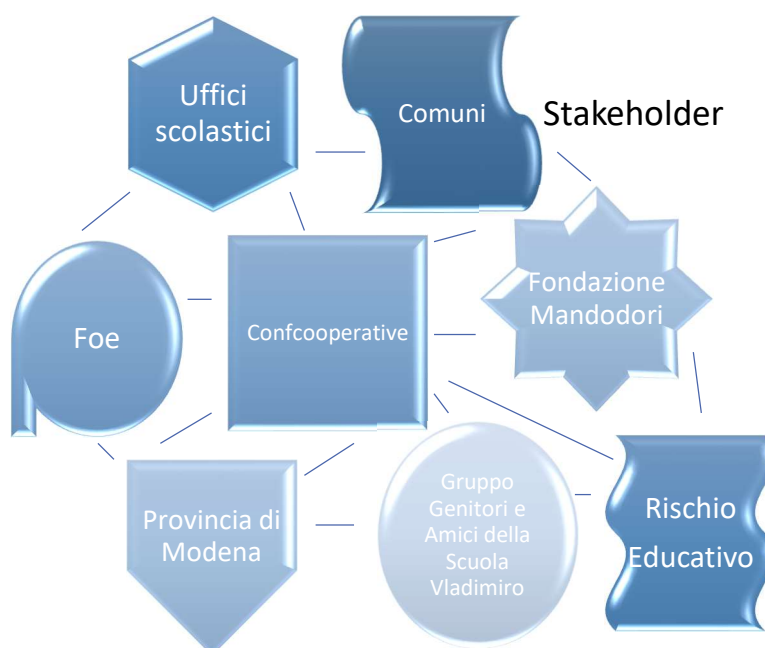 Uffici
scolastici
Comuni
Stakeholder
Foe
Confcooperative
Fondazione
Mandodori
Provincia di
Modena
Gruppo
Genitori e
Amici della
Scuola
Vladimiro
Rischio
Educativo